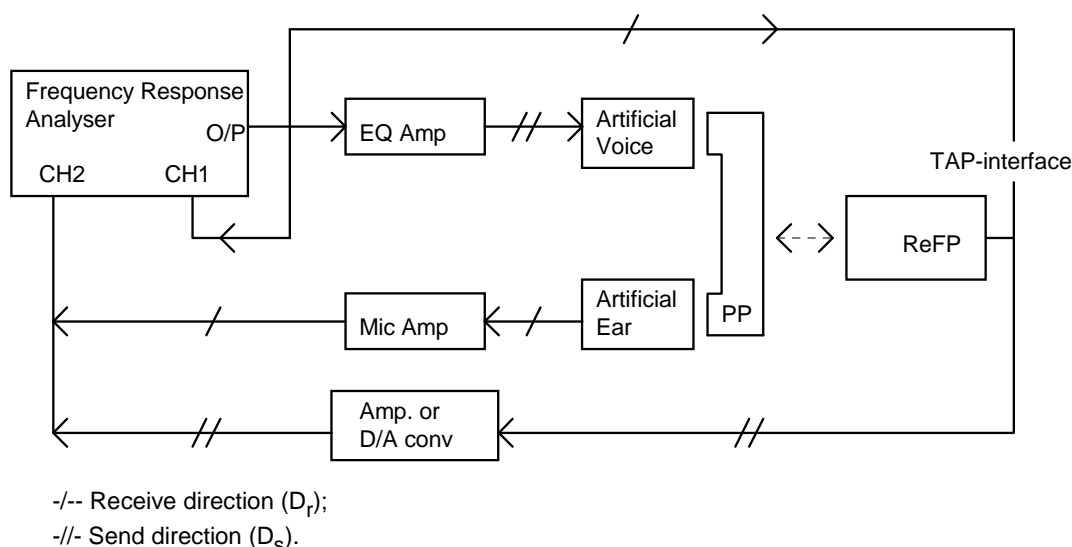 Frequency Response
Analyser
O/P
CH2
CH1
EQ Amp
Artificial
Voice
TAP-interface
ReFP
PP
Mic Amp
Artificial
Ear
Amp. or
D/A conv
-/-- Receive direction (Dr);
-//- Send direction (Ds).